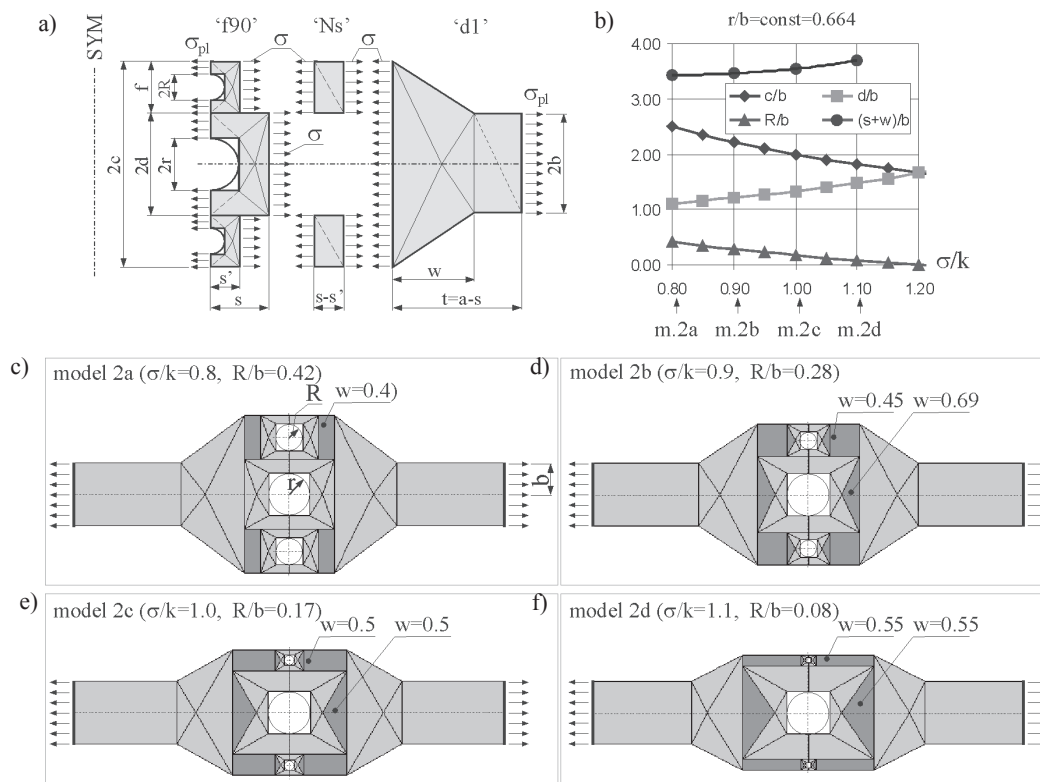 a)
SYM
'f90'
'Ns'
'd1'
σpl
σ
σ
σpl
f
2R
σ
2c
2d
2r
2b
s'
s
s-s'
w
t=a-s
b)
r/b=const=0.664
4.00
3.00
2.00
1.00
0.00
c/b
d/b
R/b
(s+w)/b
σ/k
0.80 0.90 1.00 1.10 1.20
m.2a m.2b m.2c m.2d
c)
model 2a (σ/k=0.8, R/b=0.42)
R
w=0.4)
r
b
d)
model 2b (σ/k=0.9, R/b=0.28)
w=0.45
w=0.69
e)
model 2c (σ/k=1.0, R/b=0.17)
w=0.5
w=0.5
f)
model 2d (σ/k=1.1, R/b=0.08)
w=0.55
w=0.55